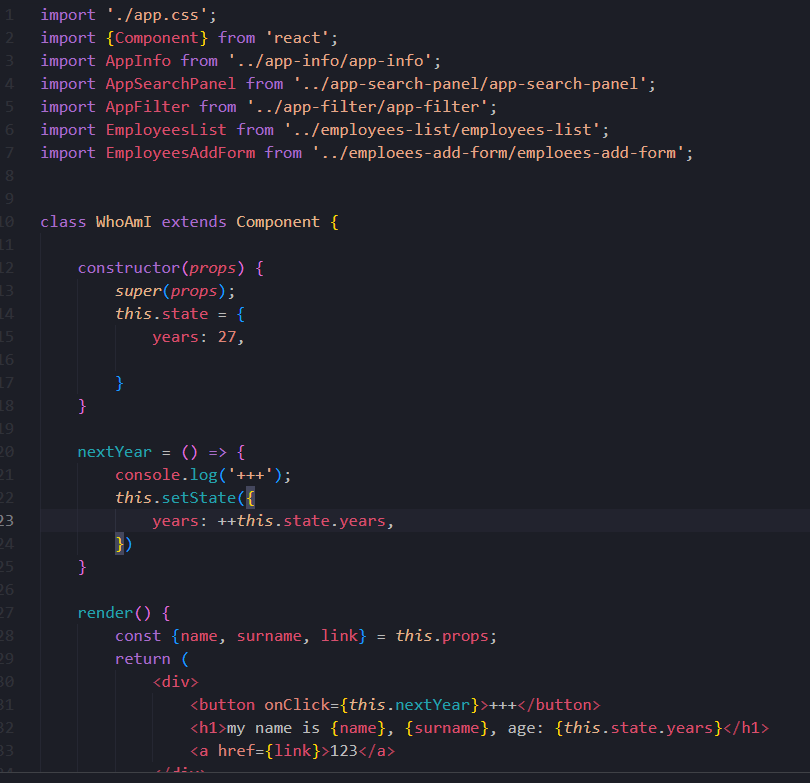 1 import './app.css';
2 import {Component} from 'react';
3 import AppInfo from '../app-info/app-info';
4 import AppSearchPanel from '../app-search-panel/app-search-panel';
5 import AppFilter from '../app-filter/app-filter';
6 import EmployeesList from '../employees-list/employees-list';
7 import EmployeesAddForm from '../emploees-add-form/emploees-add-form';
8
9
10 class WhoAmI extends Component {
11
12 constructor(props) {
13 super(props);
14 this.state = {
15 years: 27,
16
17 }
18 }
19
20 nextYear = () => {
21 console.log('+++');
22 this.setState({
23 years: ++this.state.years,
24 })
25 }
26
27 render() {
28 const {name, surname, link} = this.props;
29 return (
30 <div>
31 <button onClick={this.nextYear}>+++</button>
32 <h1>my name is {name}, {surname}, age: {this.state.years}</h1>
33 <a href={link}>123</a>
34 </div>